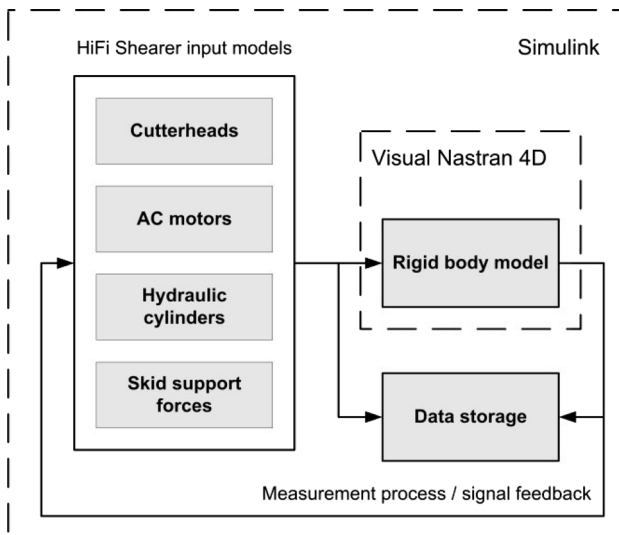 HiFi Shearer input models
Simulink
Cutterheads
Visual Nastran 4D
AC motors
Rigid body model
Hydraulic
cylinders
Skid support
forces
Data storage
Measurement process / signal feedback